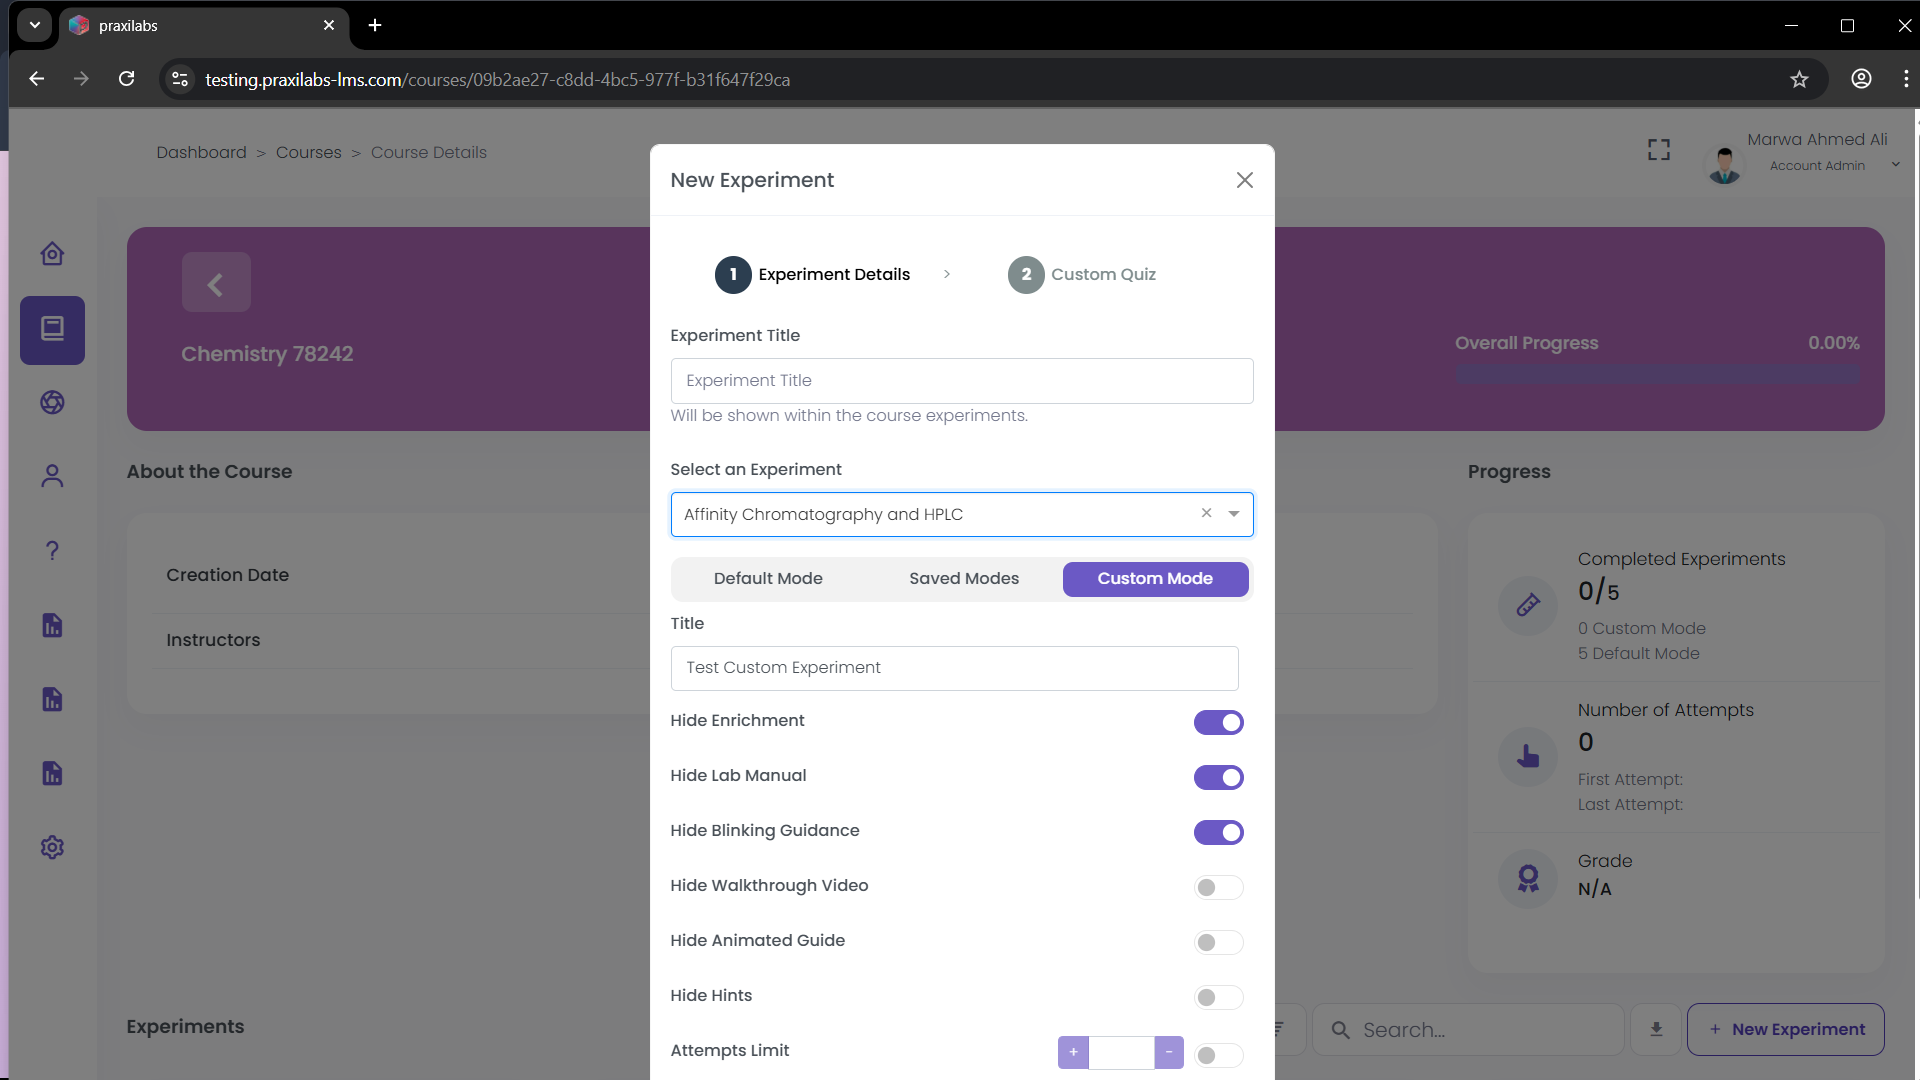 praxilabs
testing.praxilabs-lms.com/courses/09b2ae27-c8dd-4bc5-977f-b31f647f29ca
Dashboard > Courses > Course Details
Marwa Ahmed Ali
Account Admin
Chemistry 78242
Overall Progress 0.00%
About the Course
Creation Date
Instructors
Progress
Completed Experiments
0/5
0 Custom Mode
5 Default Mode
Number of Attempts
0
First Attempt:
Last Attempt:
Grade
N/A
Experiments
Search...
+ New Experiment
New Experiment
1 Experiment Details > 2 Custom Quiz
Experiment Title
Experiment Title
Will be shown within the course experiments.
Select an Experiment
Affinity Chromatography and HPLC
Default Mode Saved Modes Custom Mode
Title
Test Custom Experiment
Hide Enrichment
Hide Lab Manual
Hide Blinking Guidance
Hide Walkthrough Video
Hide Animated Guide
Hide Hints
Attempts Limit + -